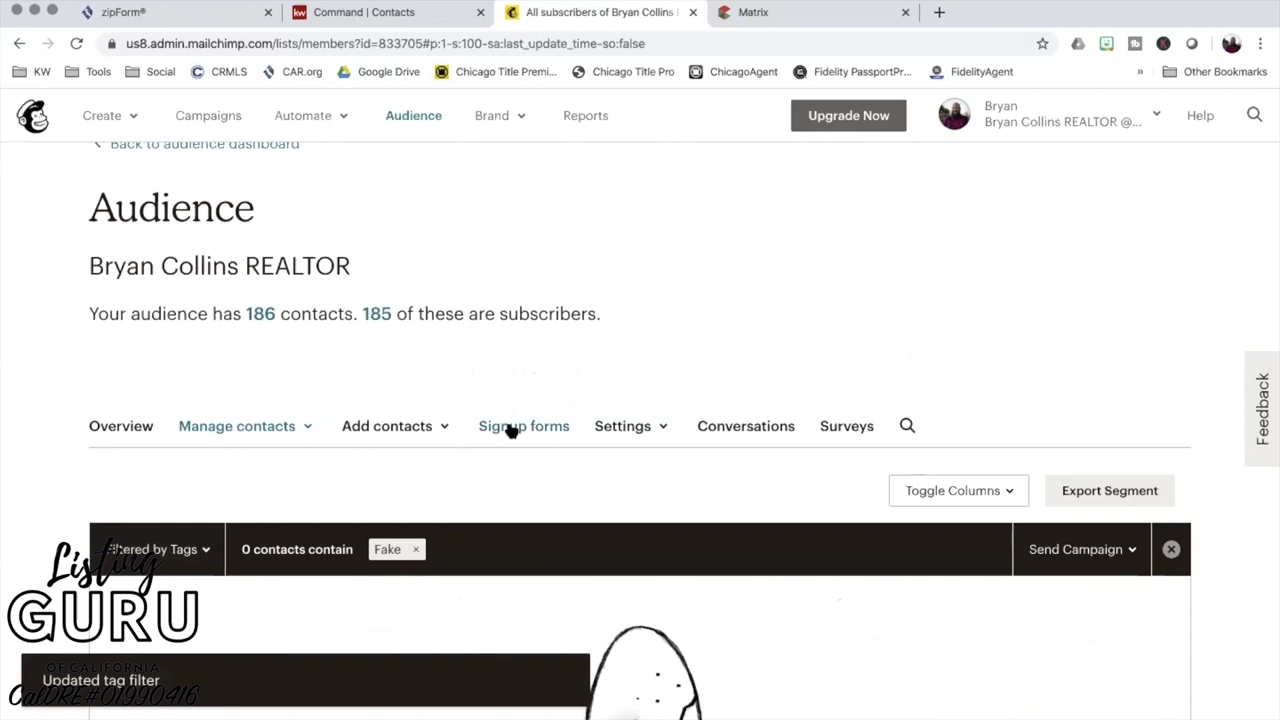 zipForm®
kw Command | Contacts
All subscribers of Bryan Collins
Matrix
us8.admin.mailchimp.com/lists/members?id=833705#p:1-s:100-sa:last_update_time-so:false
KW Tools Social CRMLS CAR.org Google Drive Chicago Title Premi... Chicago Title Pro ChicagoAgent Fidelity PassportPr... FidelityAgent » Other Bookmarks
Create Campaigns Automate Audience Brand Reports Upgrade Now
Bryan
Bryan Collins REALTOR @...
Help
Back to audience dashboard
Audience
Bryan Collins REALTOR
Your audience has 186 contacts. 185 of these are subscribers.
Feedback
Overview Manage contacts Add contacts Signup forms Settings Conversations Surveys
Toggle Columns Export Segment
Filtered by Tags 0 contacts contain Fake × Send Campaign
Listing
GURU
OF CALIFORNIA
Updated tag filter
CalDRE#01990416